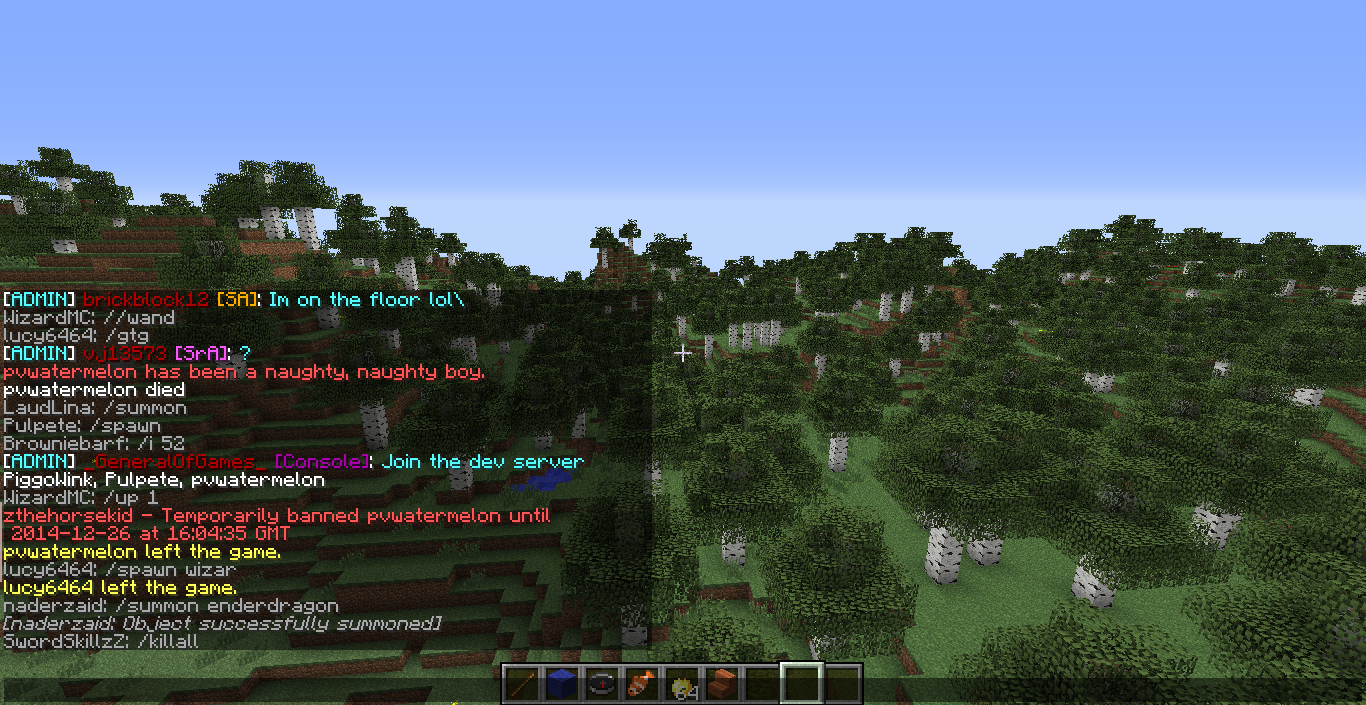 [ADMIN] brickblock12 [SA]: Im on the floor lol\
WizardMC: //wand
lucy6464: /gtg
[ADMIN] vj13573 [SrA]: ?
pvwatermelon has been a naughty, naughty boy.
pvwatermelon died
LaudLina: /summon
Pulpete: /spawn
Browniebarf: /i 52
[ADMIN] _GeneralOfGames_ [Console]: Join the dev server
PiggoWink, Pulpete, pvwatermelon
WizardMC: /up 1
zthehorsekid - Temporarily banned pvwatermelon until
2014-12-26 at 16:04:35 GMT
pvwatermelon left the game.
lucy6464: /spawn wizar
lucy6464 left the game.
naderzaid: /summon enderdragon
[naderzaid: Object successfully summoned]
SwordSkillzZ: /killall
64